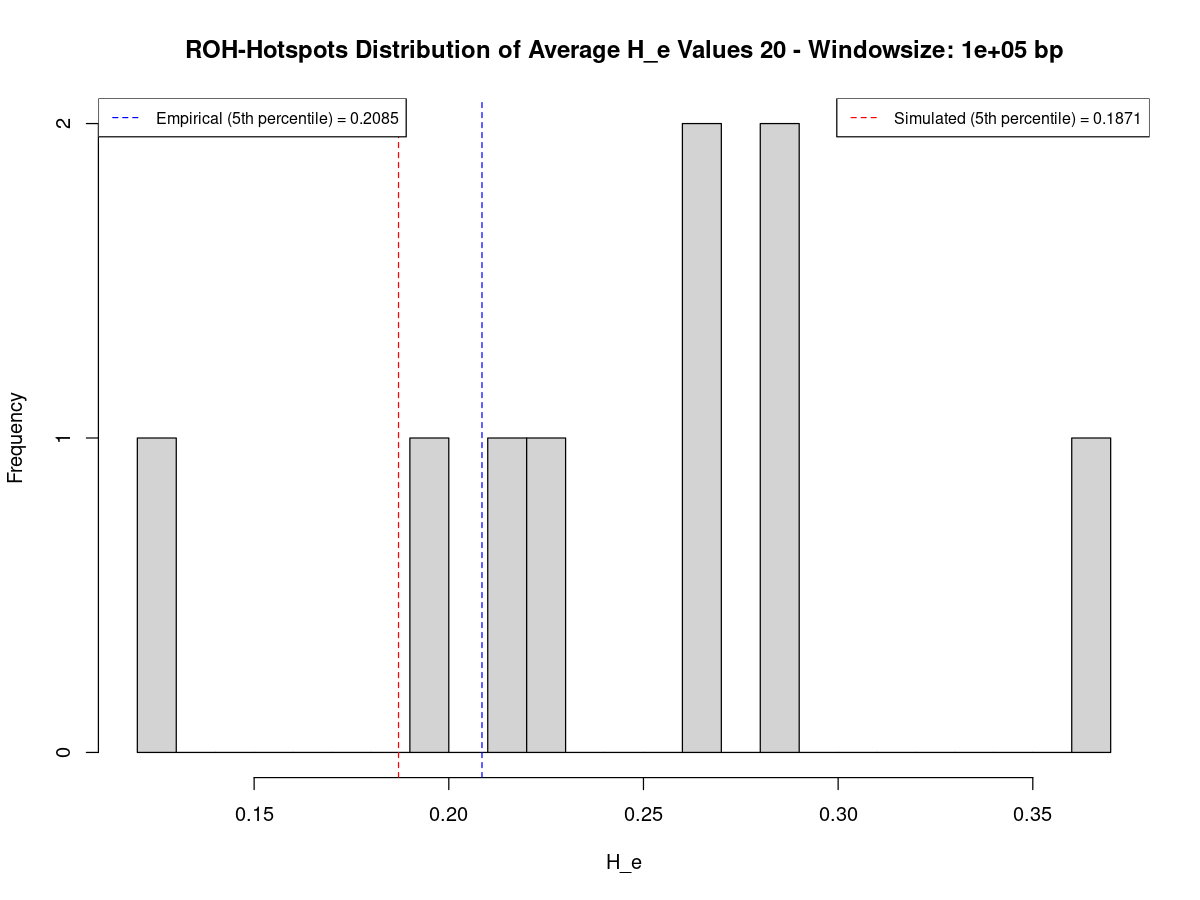 ROH-Hotspots Distribution of Average H_e Values 20 - Windowsize: 1e+05 bp
Empirical (5th percentile) = 0.2085
Simulated (5th percentile) = 0.1871
2
1
0
Frequency
0.15 0.20 0.25 0.30 0.35
H_e